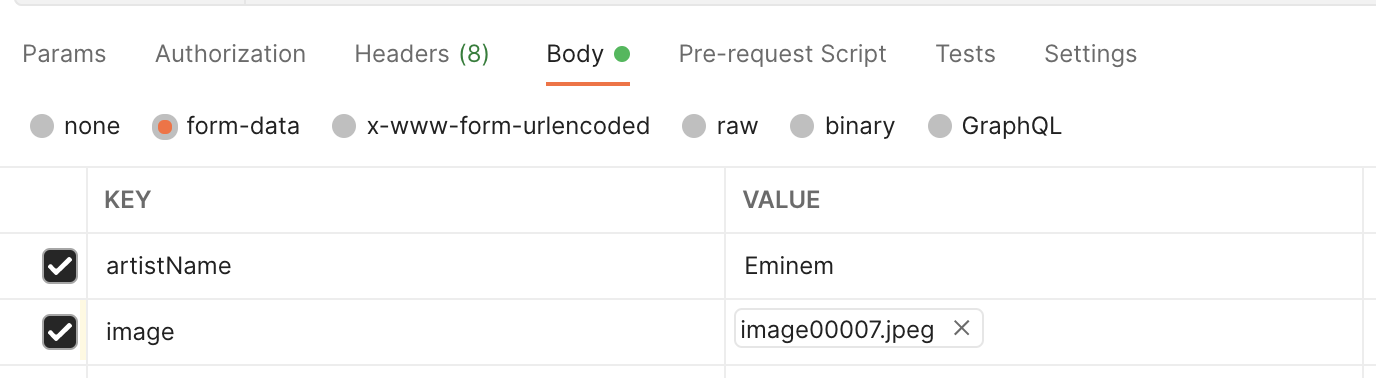 Params Authorization Headers (8) Body Pre-request Script Tests Settings
none form-data x-www-form-urlencoded raw binary GraphQL
KEY VALUE
artistName Eminem
image image00007.jpeg